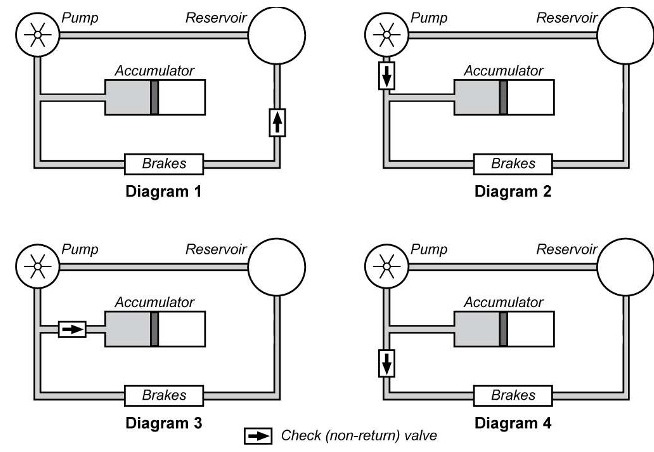 Pump Reservoir Pump Reservoir
Accumulator Accumulator
Brakes Brakes
Diagram 1 Diagram 2
Pump Reservoir Pump Reservoir
Accumulator Accumulator
Brakes Brakes
Diagram 3 Diagram 4
Check (non-return) valve